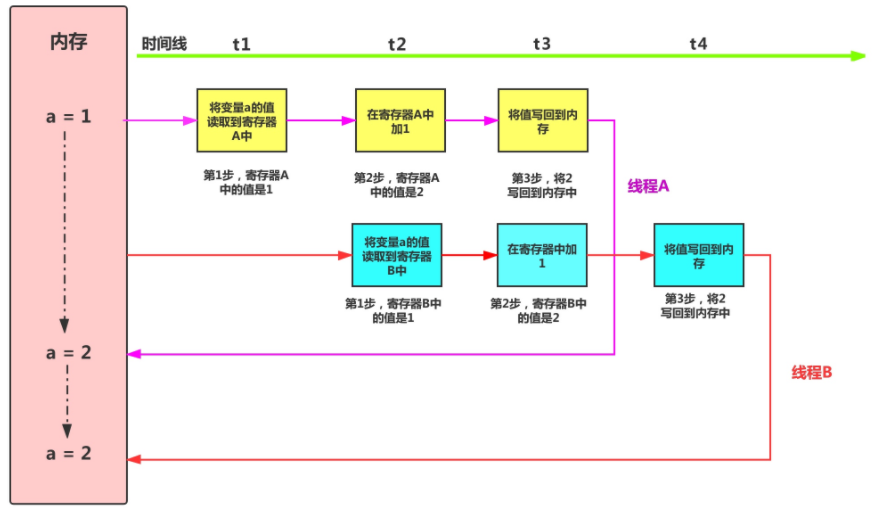 内存
时间线
t1
t2
t3
t4
a = 1
将变量a的值
读取到寄存器
A中
在寄存器A中
加1
将值写回到内
存
第1步，寄存器A
中的值是1
第2步，寄存器A
中的值是2
第3步，将2
写回到内存中
线程A
将变量a的值
读取到寄存器
B中
在寄存器中加
1
将值写回到内
存
第1步，寄存器B中
的值是1
第2步，寄存器B中
的值是2
第3步，将2
写回到内存中
a = 2
线程B
a = 2